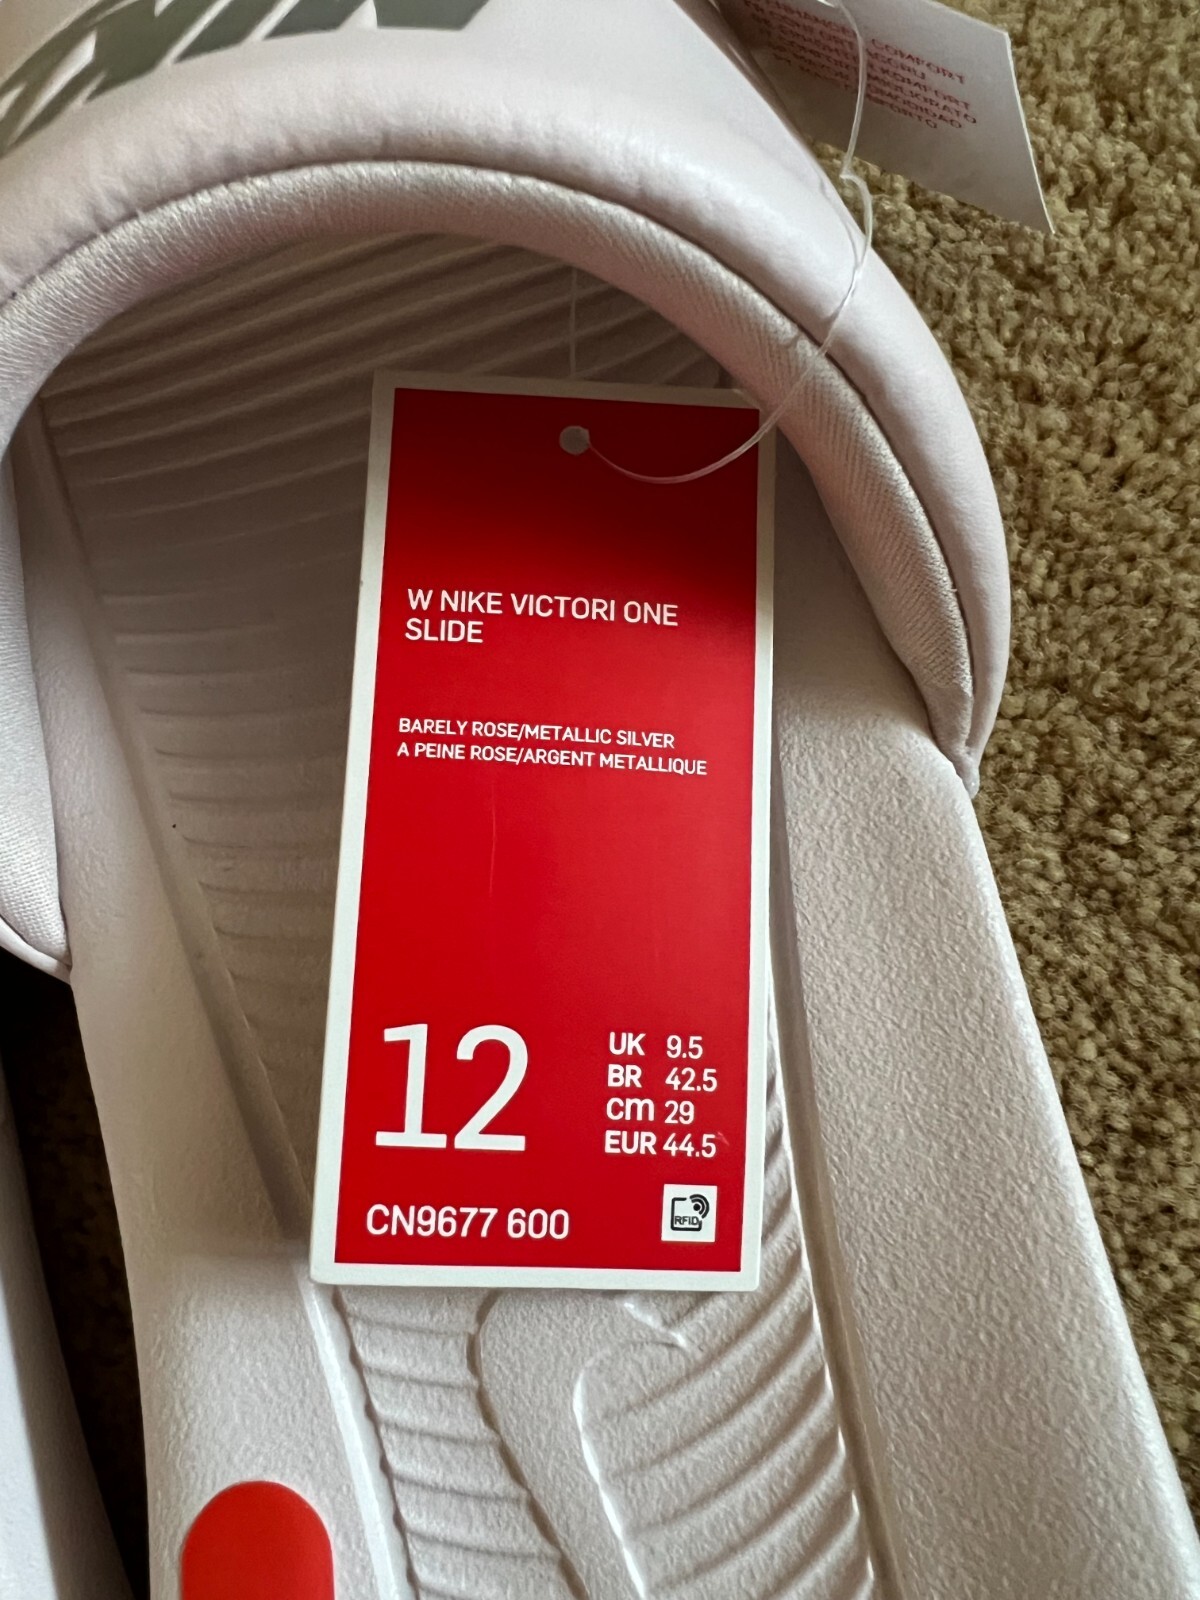 COMFORT
W NIKE VICTORI ONE
SLIDE
BARELY ROSE/METALLIC SILVER
A PEINE ROSE/ARGENT METALLIQUE
12
UK 9.5
BR 42.5
cm 29
EUR 44.5
CN9677 600
RFID